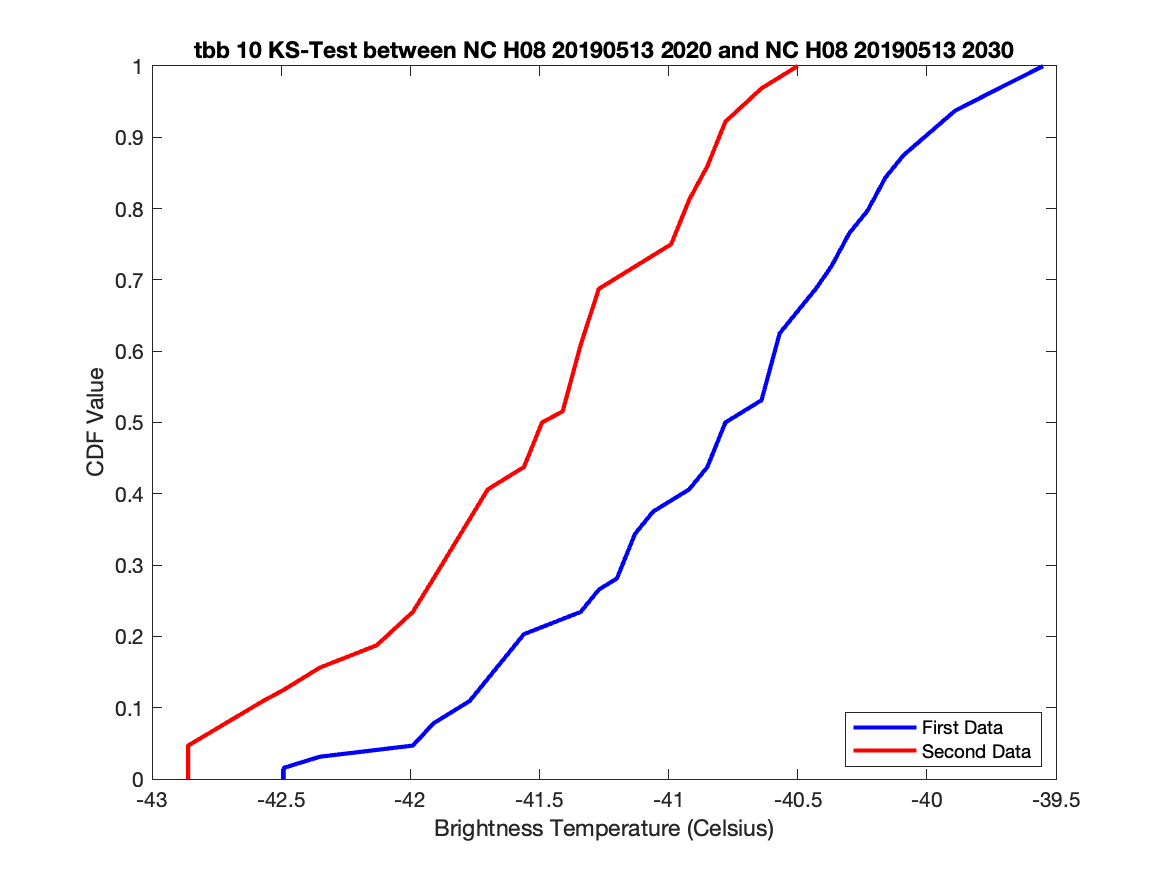 tbb 10 KS-Test between NC H08 20190513 2020 and NC H08 20190513 2030
1
0.9
0.8
0.7
0.6
0.5
0.4
0.3
0.2
0.1
0
CDF Value
First Data
Second Data
-43 -42.5 -42 -41.5 -41 -40.5 -40 -39.5
Brightness Temperature (Celsius)